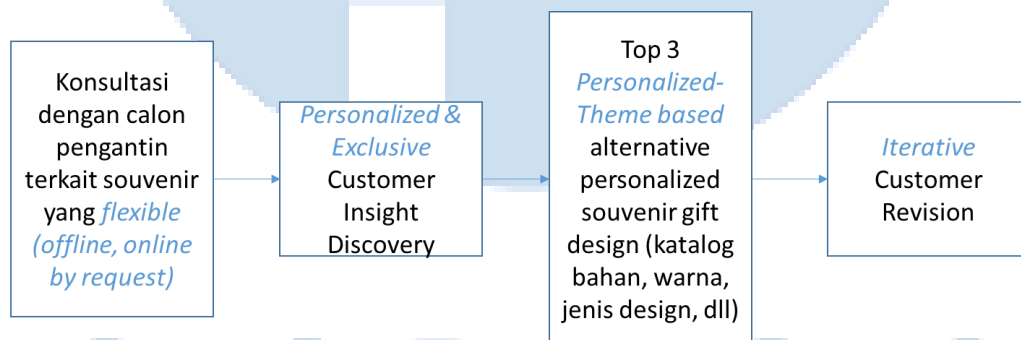 Konsultasi
dengan calon
pengantin
terkait souvenir
yang flexible
(offline, online
by request)
Personalized &
Exclusive
Customer
Insight
Discovery
Top 3
Personalized-
Theme based
alternative
personalized
souvenir gift
design (katalog
bahan, warna,
jenis design, dll)
Iterative
Customer
Revision